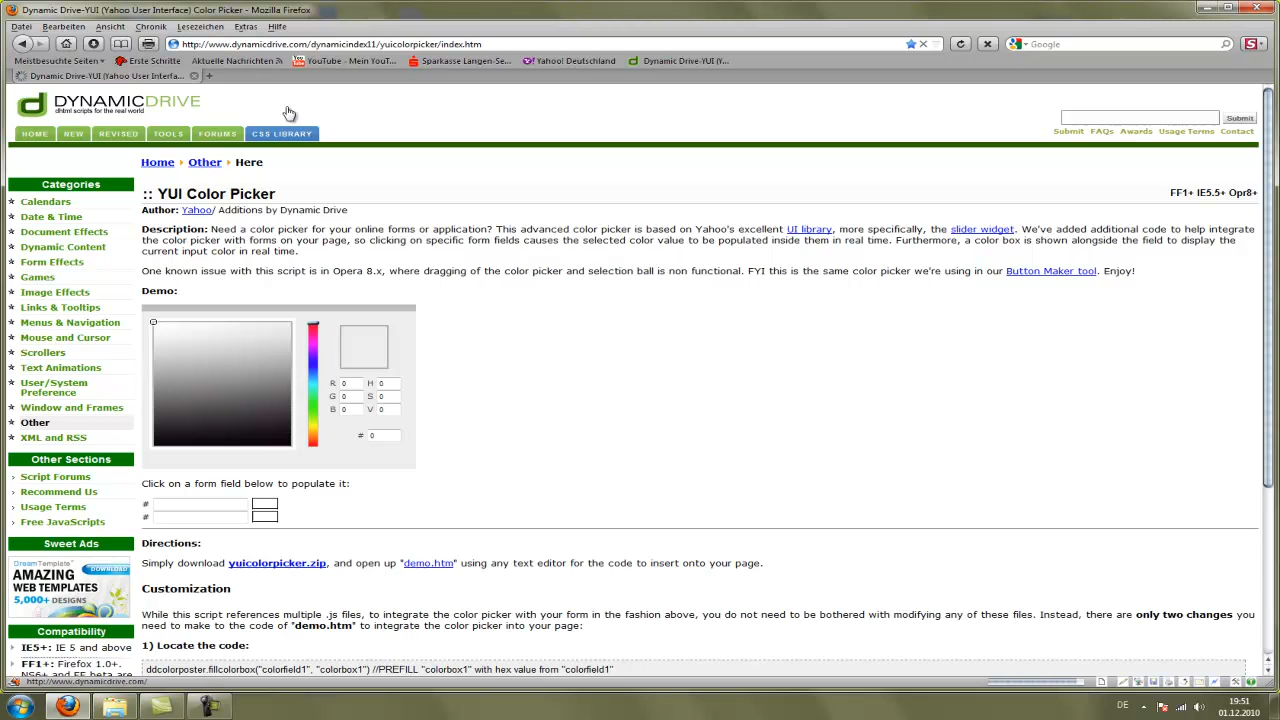 Dynamic Drive-YUI (Yahoo User Interface) Color Picker - Mozilla Firefox
Datei Bearbeiten Ansicht Chronik Lesezeichen Extras Hilfe
http://www.dynamicdrive.com/dynamicindex11/yuicolorpicker/index.htm
Google
Meistbesuchte Seiten Erste Schritte Aktuelle Nachrichten YouTube - Mein YouT... Sparkasse Langen-Se... Yahoo! Deutschland Dynamic Drive-YUI (Y...
Dynamic Drive-YUI (Yahoo User Interfa...
DYNAMICDRIVE
dhtml scripts for the real world
Submit
Submit FAQs Awards Usage Terms Contact
HOME NEW REVISED TOOLS FORUMS CSS LIBRARY
Home Other Here
Categories
Calendars
Date & Time
Document Effects
Dynamic Content
Form Effects
Games
Image Effects
Links & Tooltips
Menus & Navigation
Mouse and Cursor
Scrollers
Text Animations
User/System
Preference
Window and Frames
Other
XML and RSS
Other Sections
Script Forums
Recommend Us
Usage Terms
Free JavaScripts
Sweet Ads
DreamTemplate
DOWNLOAD
AMAZING
WEB TEMPLATES
5,000+ DESIGNS
Compatibility
IE5+: IE 5 and above
FF1+: Firefox 1.0+.
NS6+ and FF beta are
:: YUI Color Picker
FF1+ IE5.5+ Opr8+
Author: Yahoo/ Additions by Dynamic Drive
Description: Need a color picker for your online forms or application? This advanced color picker is based on Yahoo's excellent UI library, more specifically, the slider widget. We've added additional code to help integrate
the color picker with forms on your page, so clicking on specific form fields causes the selected color value to be populated inside them in real time. Furthermore, a color box is shown alongside the field to display the
current input color in real time.
One known issue with this script is in Opera 8.x, where dragging of the color picker and selection ball is non functional. FYI this is the same color picker we're using in our Button Maker tool. Enjoy!
Demo:
R 0 H 0
G 0 S 0
B 0 V 0
# 0
Click on a form field below to populate it:
#
#
Directions:
Simply download yuicolorpicker.zip, and open up "demo.htm" using any text editor for the code to insert onto your page.
Customization
While this script references multiple .js files, to integrate the color picker with your form in the fashion above, you do not need to be bothered with modifying any of these files. Instead, there are only two changes you
need to make to the code of "demo.htm" to integrate the color picker into your page:
1) Locate the code:
ddcolorposter.fillcolorbox("colorfield1", "colorbox1") //PREFILL "colorbox1" with hex value from "colorfield1"
http://www.dynamicdrive.com/
DE
19:51
01.12.2010